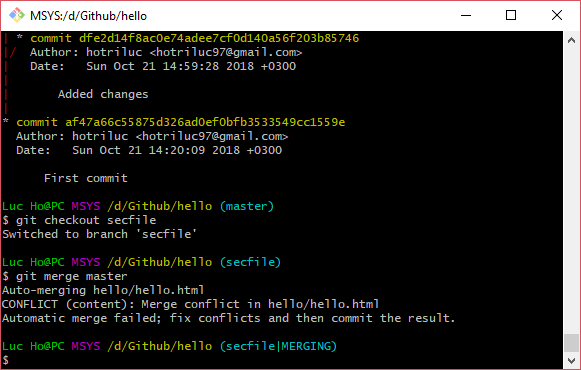 MSYS:/d/Github/hello
| * commit dfe2d14f8ac0e74adee7cf0d140a56f203b85746
|/  Author: hotriluc <hotriluc97@gmail.com>
|   Date:   Sun Oct 21 14:59:28 2018 +0300
|
|       Added changes
|
* commit af47a66c55875d326ad0ef0bfb3533549cc1559e
  Author: hotriluc <hotriluc97@gmail.com>
  Date:   Sun Oct 21 14:20:09 2018 +0300
      First commit
Luc Ho@PC MSYS /d/Github/hello (master)
$ git checkout secfile
Switched to branch 'secfile'
Luc Ho@PC MSYS /d/Github/hello (secfile)
$ git merge master
Auto-merging hello/hello.html
CONFLICT (content): Merge conflict in hello/hello.html
Automatic merge failed; fix conflicts and then commit the result.
Luc Ho@PC MSYS /d/Github/hello (secfile|MERGING)
$